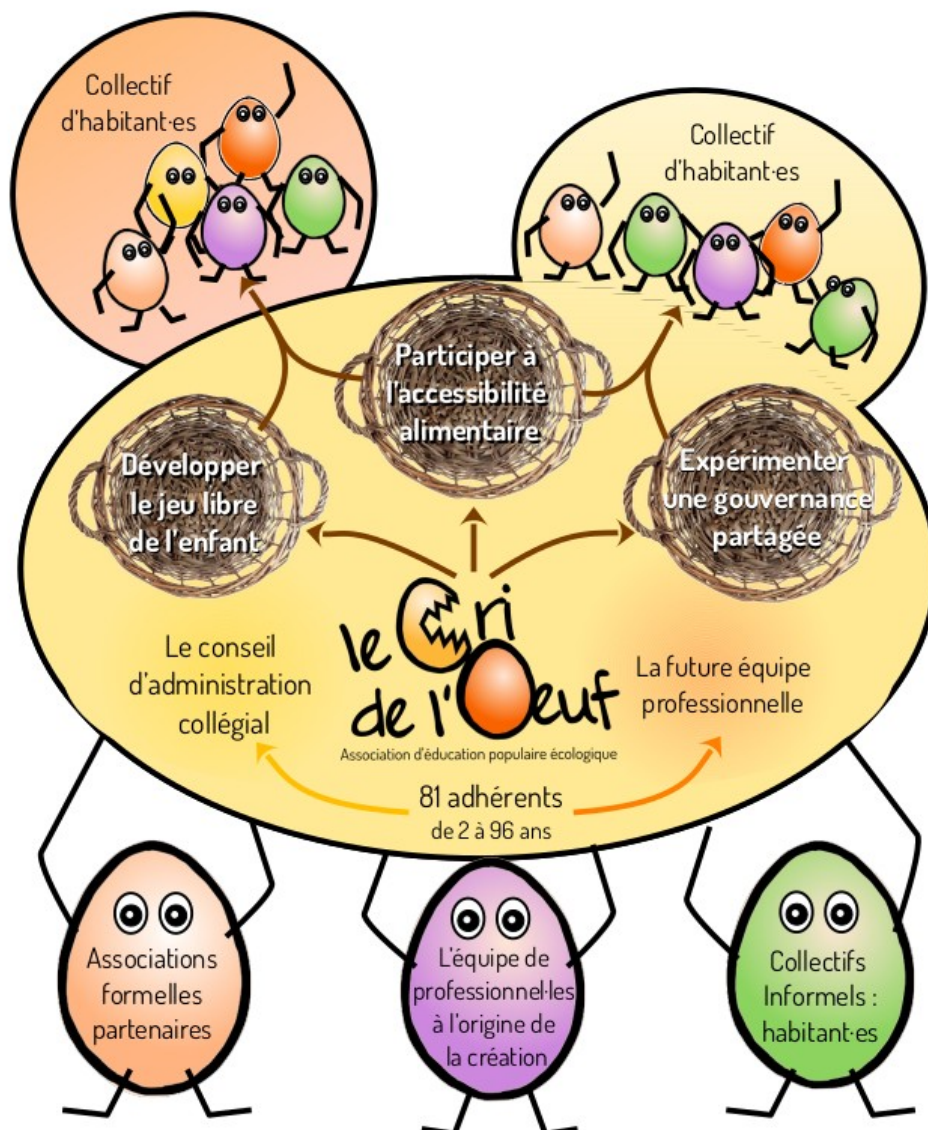 Collectif
d'habitant·es
Collectif
d'habitant·es
Participer à
l'accessibilité
alimentaire
Développer
le jeu libre
de l'enfant
Expérimenter
une gouvernance
partagée
le Cri
de l'Oeuf
Association d'éducation populaire écologique
Le conseil
d'administration
collégial
La future équipe
professionnelle
81 adhérents
de 2 à 96 ans
Associations
formelles
partenaires
L'équipe de
professionnel·les
à l'origine de
la création
Collectifs
Informels :
habitant·es